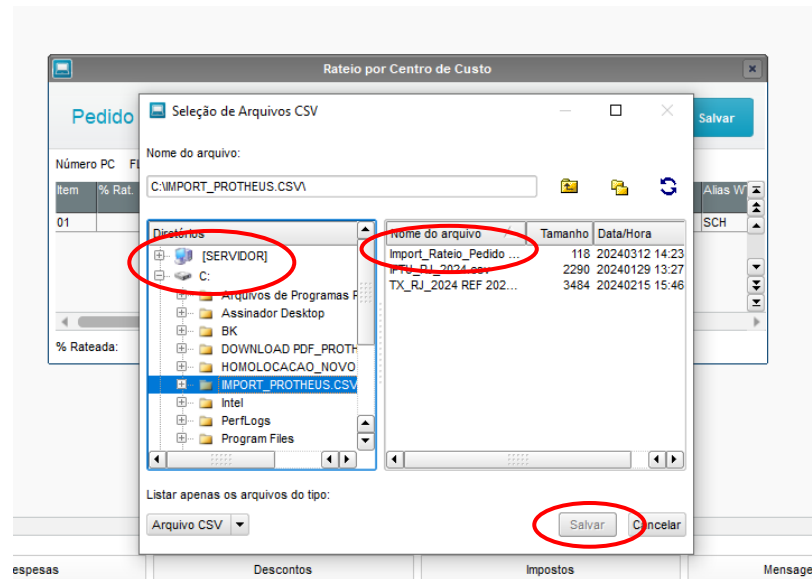 Rateio por Centro de Custo
Pedido
Salvar
Número PC
Item % Rat. Alias
01 SCH
% Rateada:
Seleção de Arquivos CSV
Nome do arquivo:
C:\IMPORT_PROTHEUS.CSV\
Diretórios
[SERVIDOR]
C:
Arquivos de Programas
Assinador Desktop
BK
DOWNLOAD PDF_PROTH
HOMOLOCACAO_NOVO
IMPORT_PROTHEUS.CSV
Intel
PerfLogs
Program Files
Nome do arquivo Tamanho Data/Hora
Import_Rateio_Pedido ... 118 20240312 14:23
IPTU_RJ_2024.csv 2290 20240129 13:27
TX_RJ_2024 REF 202... 3484 20240215 15:46
Listar apenas os arquivos do tipo:
Arquivo CSV
Salvar Cancelar
espesas Descontos Impostos Mensage